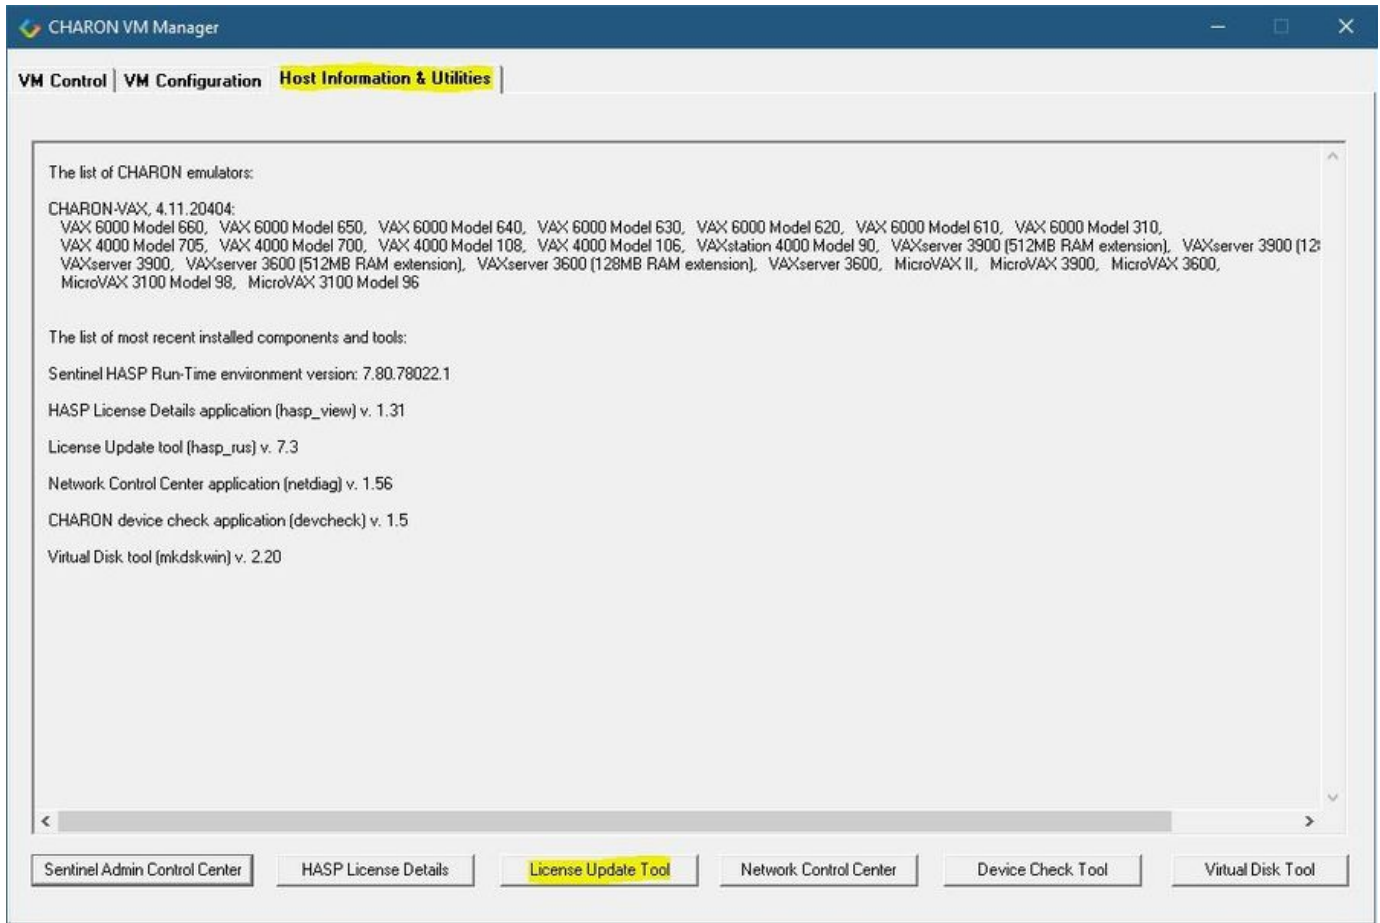 CHARON VM Manager
VM Control
VM Configuration
Host Information & Utilities
The list of CHARON emulators:
CHARON-VAX, 4.11.20404:
VAX 6000 Model 660, VAX 6000 Model 650, VAX 6000 Model 640, VAX 6000 Model 630, VAX 6000 Model 620, VAX 6000 Model 610, VAX 6000 Model 310,
VAX 4000 Model 705, VAX 4000 Model 700, VAX 4000 Model 108, VAX 4000 Model 106, VAXstation 4000 Model 90, VAXserver 3900 (512MB RAM extension), VAXserver 3900 (12
VAXserver 3900, VAXserver 3600 (512MB RAM extension), VAXserver 3600 (128MB RAM extension), VAXserver 3600, MicroVAX II, MicroVAX 3900, MicroVAX 3600,
MicroVAX 3100 Model 98, MicroVAX 3100 Model 96
The list of most recent installed components and tools:
Sentinel HASP Run-Time environment version: 7.80.78022.1
HASP License Details application (hasp_view) v. 1.31
License Update tool (hasp_rus) v. 7.3
Network Control Center application (netdiag) v. 1.56
CHARON device check application (devcheck) v. 1.5
Virtual Disk tool (mkdskwin) v. 2.20
Sentinel Admin Control Center
HASP License Details
License Update Tool
Network Control Center
Device Check Tool
Virtual Disk Tool